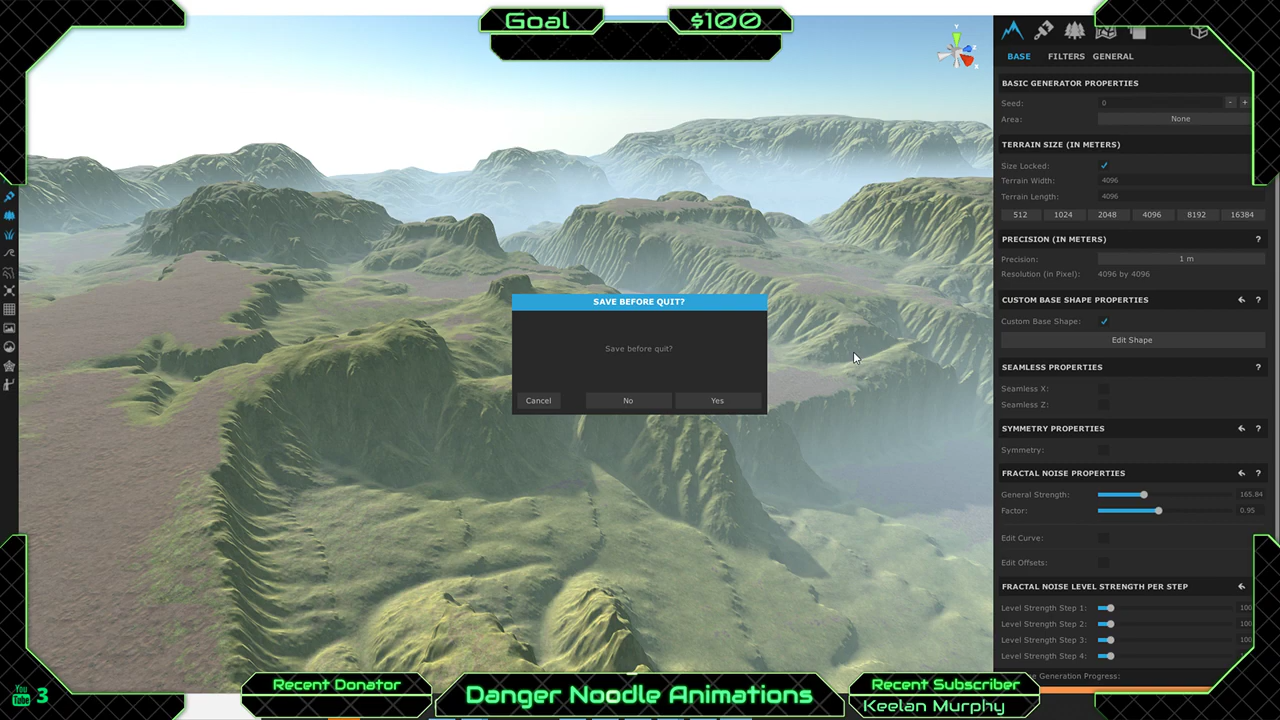 Goal
$100
BASE FILTERS GENERAL
BASIC GENERATOR PROPERTIES
Seed: 0 - +
Area: None
TERRAIN SIZE (IN METERS)
Size Locked:
Terrain Width: 4096
Terrain Length: 4096
512 1024 2048 4096 8192 16384
PRECISION (IN METERS) ?
Precision: 1 m
Resolution (in Pixel): 4096 by 4096
CUSTOM BASE SHAPE PROPERTIES ?
Custom Base Shape:
Edit Shape
SEAMLESS PROPERTIES ?
Seamless X:
Seamless Z:
SYMMETRY PROPERTIES ?
Symmetry:
FRACTAL NOISE PROPERTIES ?
General Strength: 165.84
Factor: 0.95
Edit Curve:
Edit Offsets:
FRACTAL NOISE LEVEL STRENGTH PER STEP
Level Strength Step 1: 100
Level Strength Step 2: 100
Level Strength Step 3: 100
Level Strength Step 4:
Generation Progress:
SAVE BEFORE QUIT?
Save before quit?
Cancel No Yes
You
Tube 3
Recent Donator
Danger Noodle Animations
Recent Subscriber
Keelan Murphy